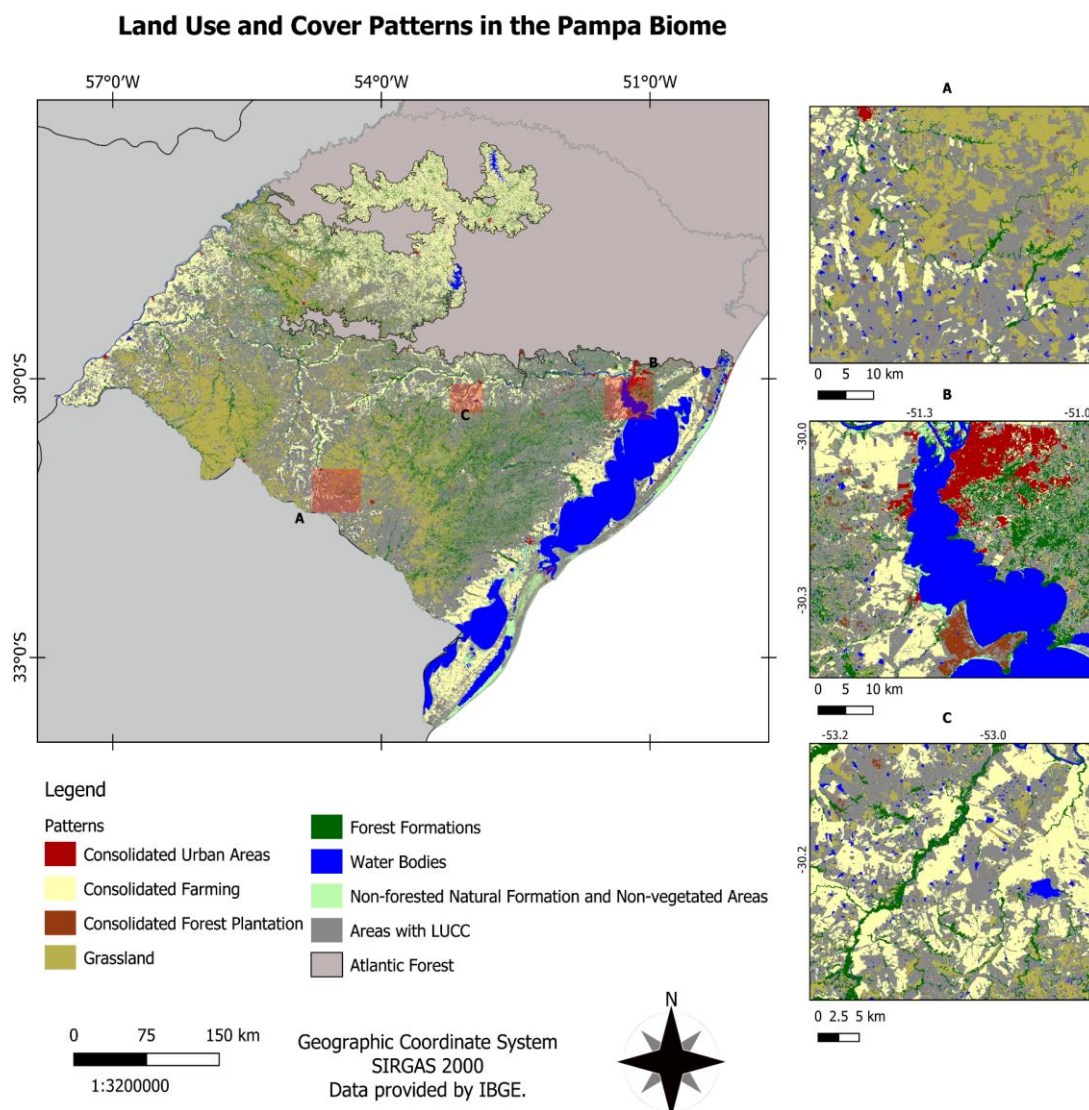 Land Use and Cover Patterns in the Pampa Biome
57°0'W 54°0'W 51°0'W
30°0'S
33°0'S
A
B
C
A
0 5 10 km
B
-51.3 -51.0
-30.0
-30.3
0 5 10 km
C
-53.2 -53.0
-30.2
0 2.5 5 km
Legend
Patterns
Consolidated Urban Areas
Consolidated Farming
Consolidated Forest Plantation
Grassland
Forest Formations
Water Bodies
Non-forested Natural Formation and Non-vegetated Areas
Areas with LUCC
Atlantic Forest
0 75 150 km
1:3200000
Geographic Coordinate System
SIRGAS 2000
Data provided by IBGE.
N